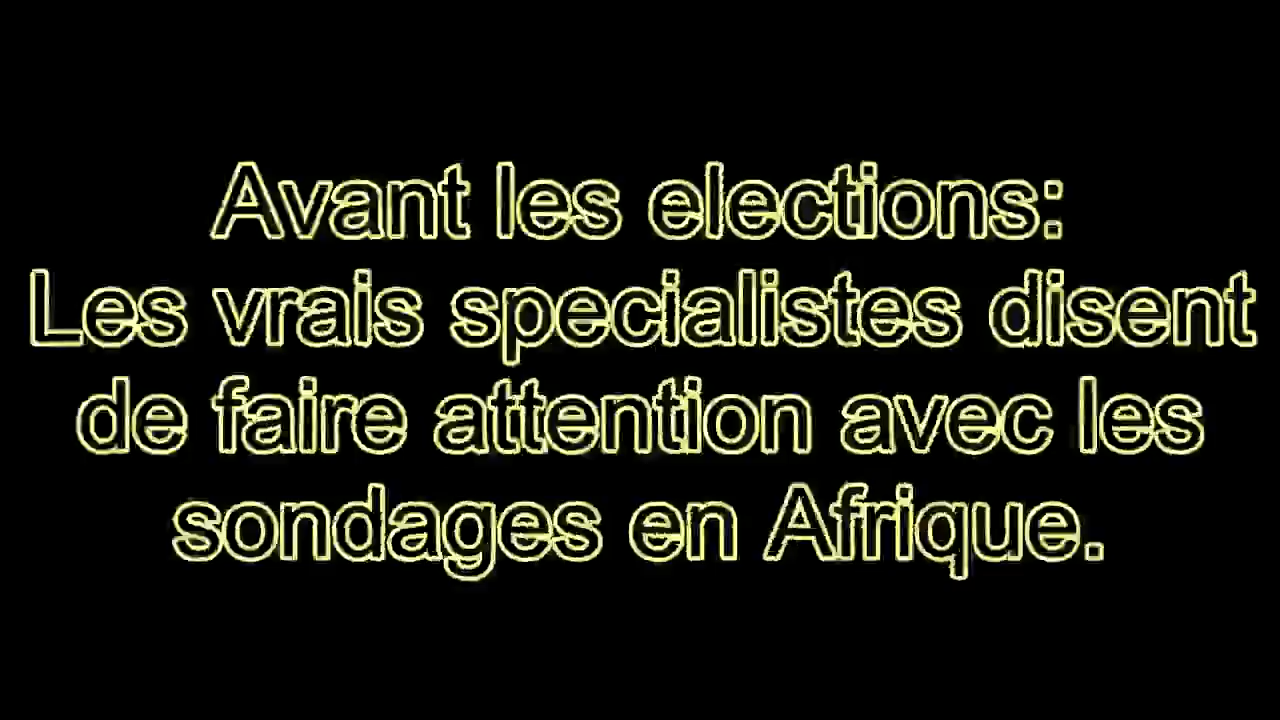 Avant les elections:
Les vrais specialistes disent
de faire attention avec les
sondages en Afrique.